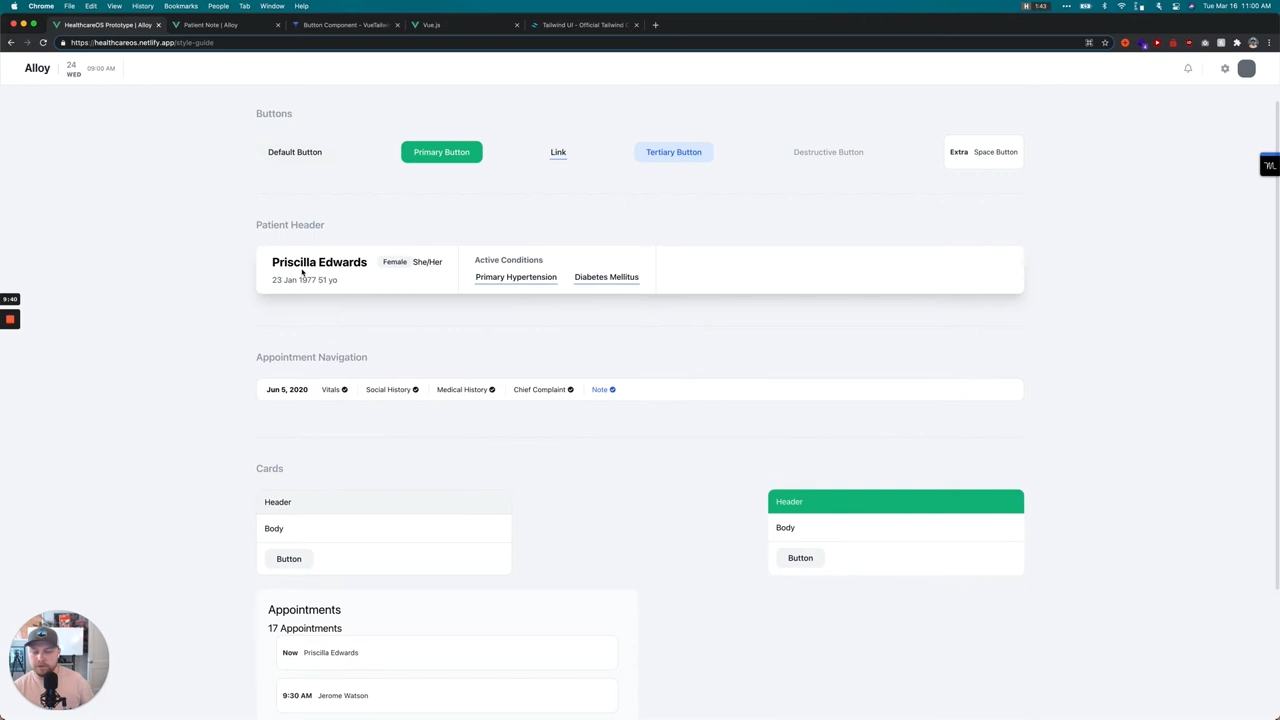 Chrome File Edit View History Bookmarks People Tab Window Help
H 1:43 Tue Mar 16 11:00 AM
HealthcareOS Prototype | Alloy
Patient Note | Alloy
Button Component - VueTailw
Vue.js
Tailwind UI - Official Tailwind C
https://healthcareos.netlify.app/style-guide
Alloy 24 WED 09:00 AM
Buttons
Default Button Primary Button Link Tertiary Button Destructive Button Extra Space Button
Patient Header
Priscilla Edwards Female She/Her
23 Jan 1977 51 yo
Active Conditions
Primary Hypertension Diabetes Mellitus
9:40
Appointment Navigation
Jun 5, 2020 Vitals Social History Medical History Chief Complaint Note
Cards
Header
Body
Button
Header
Body
Button
Appointments
17 Appointments
Now Priscilla Edwards
9:30 AM Jerome Watson